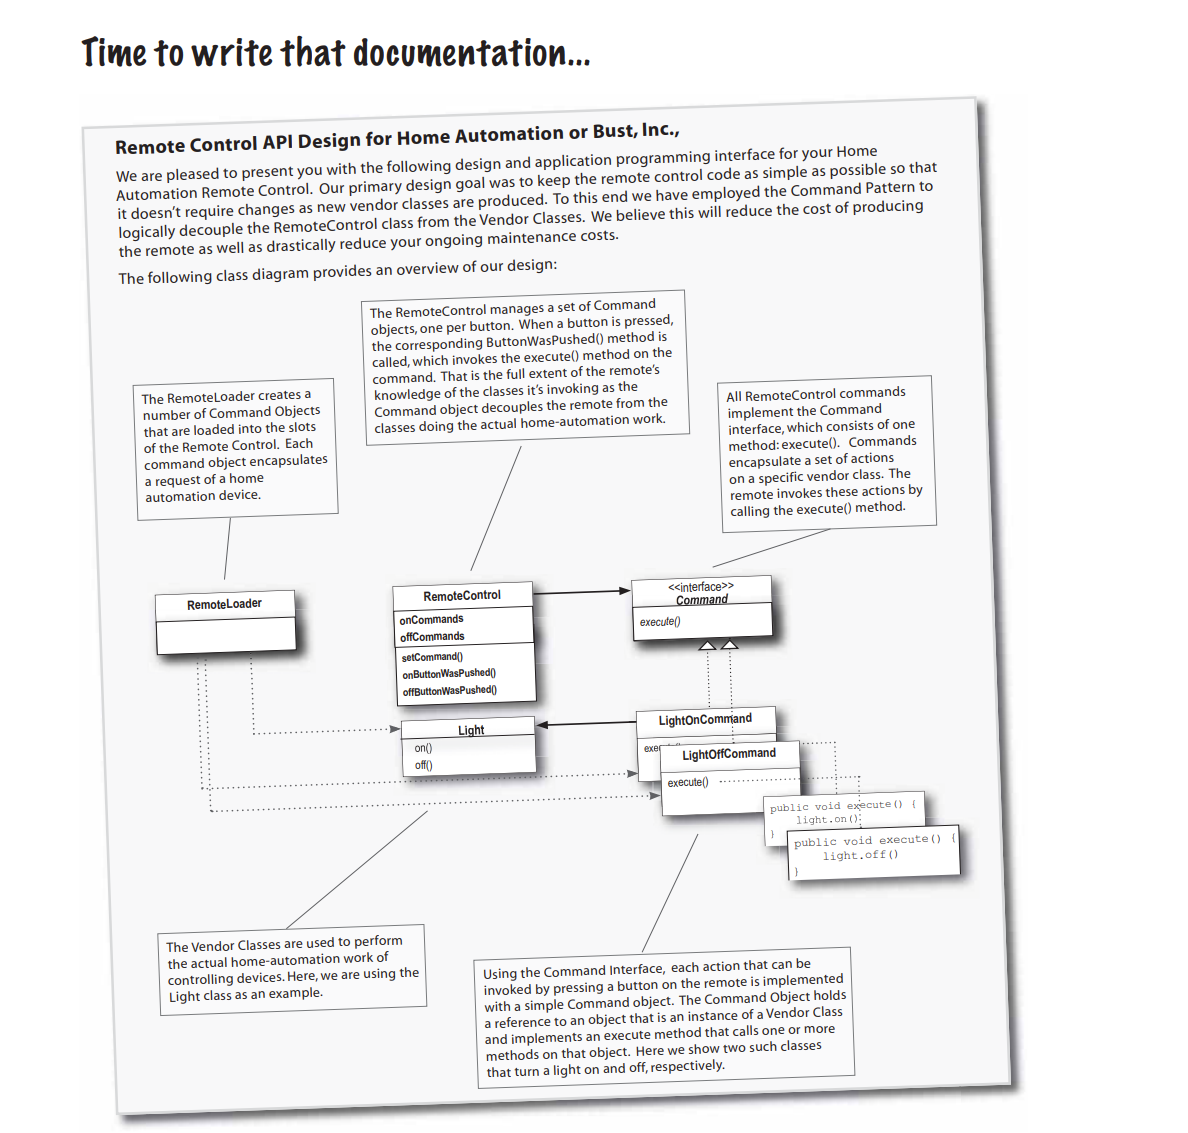 Time to write that documentation...
Remote Control API Design for Home Automation or Bust, Inc.,
We are pleased to present you with the following design and application programming interface for your Home
Automation Remote Control. Our primary design goal was to keep the remote control code as simple as possible so that
it doesn't require changes as new vendor classes are produced. To this end we have employed the Command Pattern to
logically decouple the RemoteControl class from the Vendor Classes. We believe this will reduce the cost of producing
the remote as well as drastically reduce your ongoing maintenance costs.
The following class diagram provides an overview of our design:
The RemoteControl manages a set of Command
objects, one per button. When a button is pressed,
the corresponding ButtonWasPushed() method is
called, which invokes the execute() method on the
command. That is the full extent of the remote's
knowledge of the classes it's invoking as the
Command object decouples the remote from the
classes doing the actual home-automation work.
The RemoteLoader creates a
number of Command Objects
that are loaded into the slots
of the Remote Control. Each
command object encapsulates
a request of a home
automation device.
All RemoteControl commands
implement the Command
interface, which consists of one
method: execute(). Commands
encapsulate a set of actions
on a specific vendor class. The
remote invokes these actions by
calling the execute() method.
RemoteLoader
RemoteControl
onCommands
offCommands
setCommand()
onButtonWasPushed()
offButtonWasPushed()
<<interface>>
Command
execute()
Light
on()
off()
LightOnCommand
LightOffCommand
execute()
public void execute() {
light.on()
}
public void execute() {
light.off()
}
The Vendor Classes are used to perform
the actual home-automation work of
controlling devices. Here, we are using the
Light class as an example.
Using the Command Interface, each action that can be
invoked by pressing a button on the remote is implemented
with a simple Command object. The Command Object holds
a reference to an object that is an instance of a Vendor Class
and implements an execute method that calls one or more
methods on that object. Here we show two such classes
that turn a light on and off, respectively.